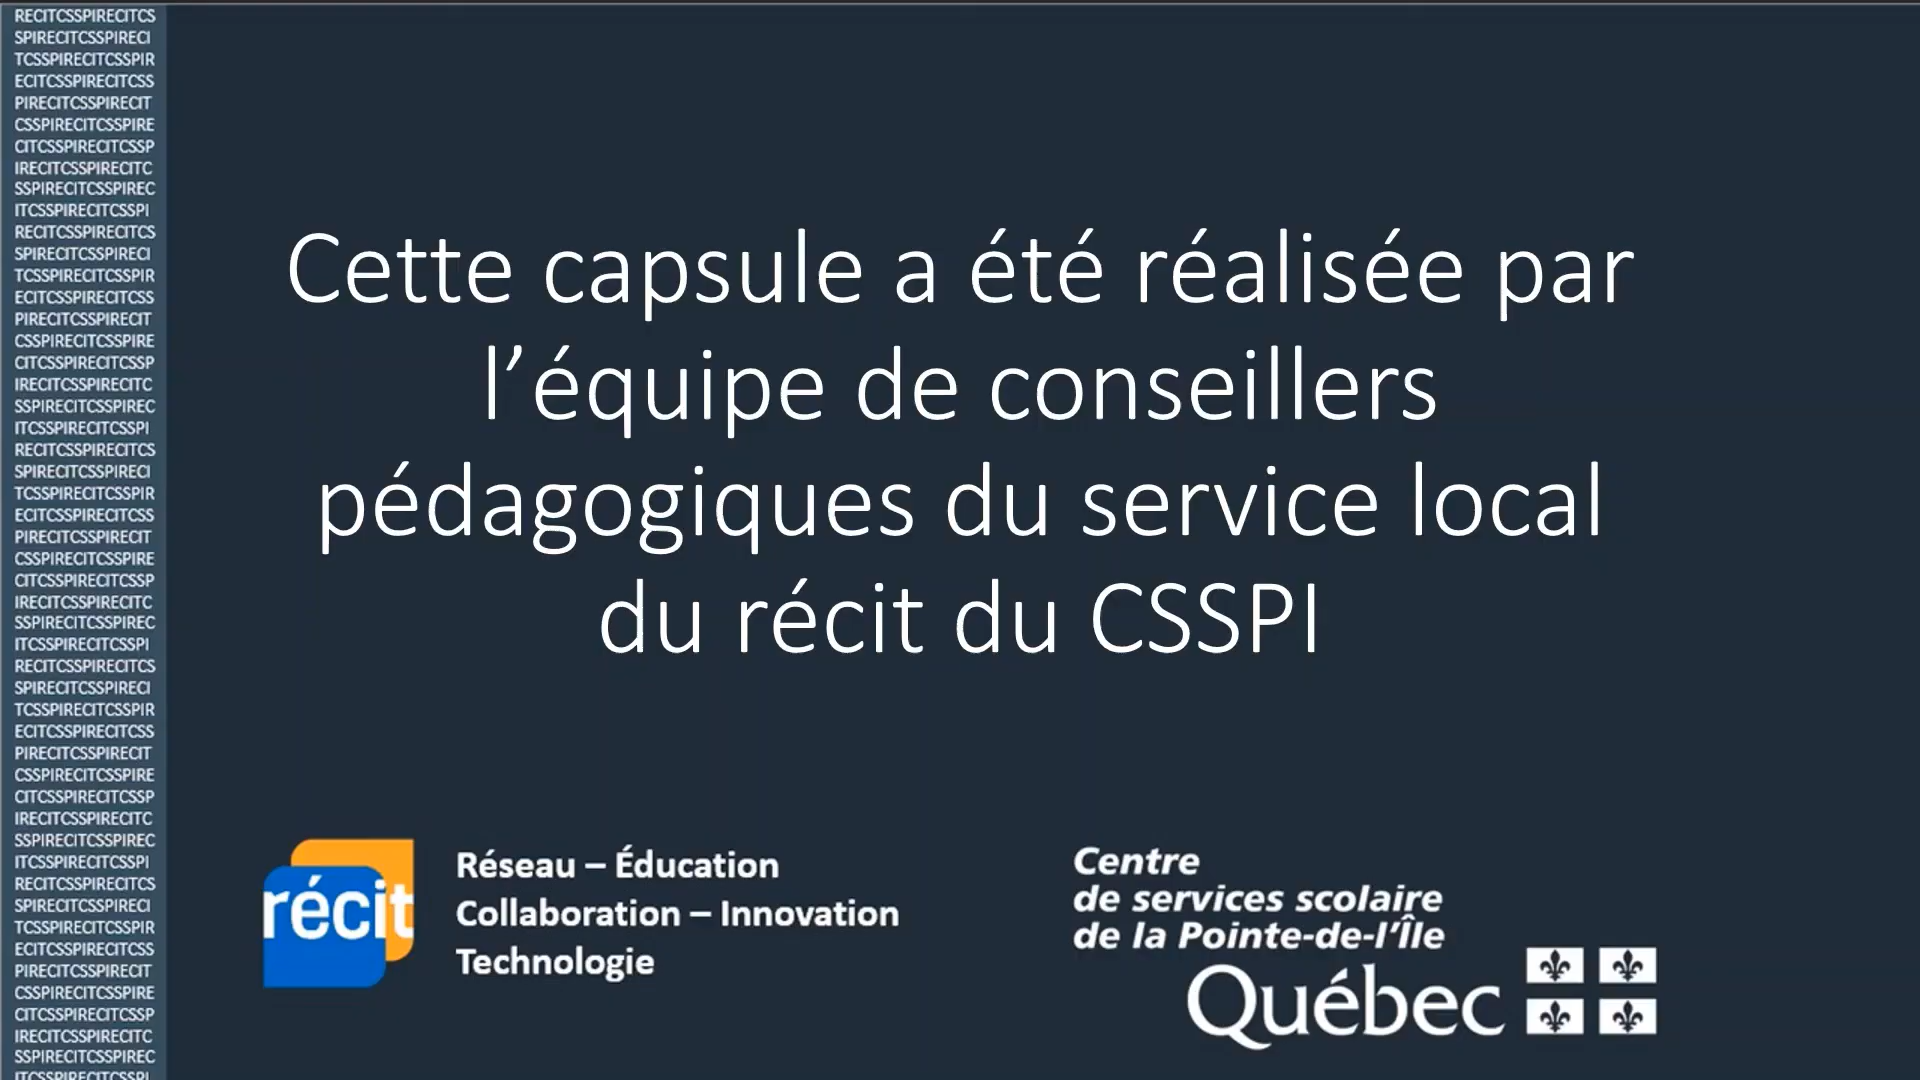 RECITCSSPIRECITCS
SPIRECITCSSPIRECI
TCSSPIRECITCSSPIR
ECITCSSPIRECITCSS
PIRECITCSSPIRECIT
CSSPIRECITCSSPIRE
CITCSSPIRECITCSSP
IRECITCSSPIRECITC
SSPIRECITCSSPIREC
ITCSSPIRECITCSSPI
RECITCSSPIRECITCS
SPIRECITCSSPIRECI
TCSSPIRECITCSSPIR
ECITCSSPIRECITCSS
PIRECITCSSPIRECIT
CSSPIRECITCSSPIRE
CITCSSPIRECITCSSP
IRECITCSSPIRECITC
SSPIRECITCSSPIREC
ITCSSPIRECITCSSPI
RECITCSSPIRECITCS
SPIRECITCSSPIRECI
TCSSPIRECITCSSPIR
ECITCSSPIRECITCSS
PIRECITCSSPIRECIT
CSSPIRECITCSSPIRE
CITCSSPIRECITCSSP
IRECITCSSPIRECITC
SSPIRECITCSSPIREC
ITCSSPIRECITCSSPI
RECITCSSPIRECITCS
SPIRECITCSSPIRECI
TCSSPIRECITCSSPIR
ECITCSSPIRECITCSS
PIRECITCSSPIRECIT
CSSPIRECITCSSPIRE
CITCSSPIRECITCSSP
IRECITCSSPIRECITC
SSPIRECITCSSPIREC
ITCSSPIRECITCSSPI
RECITCSSPIRECITCS
SPIRECITCSSPIRECI
TCSSPIRECITCSSPIR
ECITCSSPIRECITCSS
PIRECITCSSPIRECIT
CSSPIRECITCSSPIRE
CITCSSPIRECITCSSP
IRECITCSSPIRECITC
SSPIRECITCSSPIREC
ITCSSPIRECITCSSPI
Cette capsule a été réalisée par
l’équipe de conseillers
pédagogiques du service local
du récit du CSSPI
récit
Réseau – Éducation
Collaboration – Innovation
Technologie
Centre
de services scolaire
de la Pointe-de-l’Île
Québec